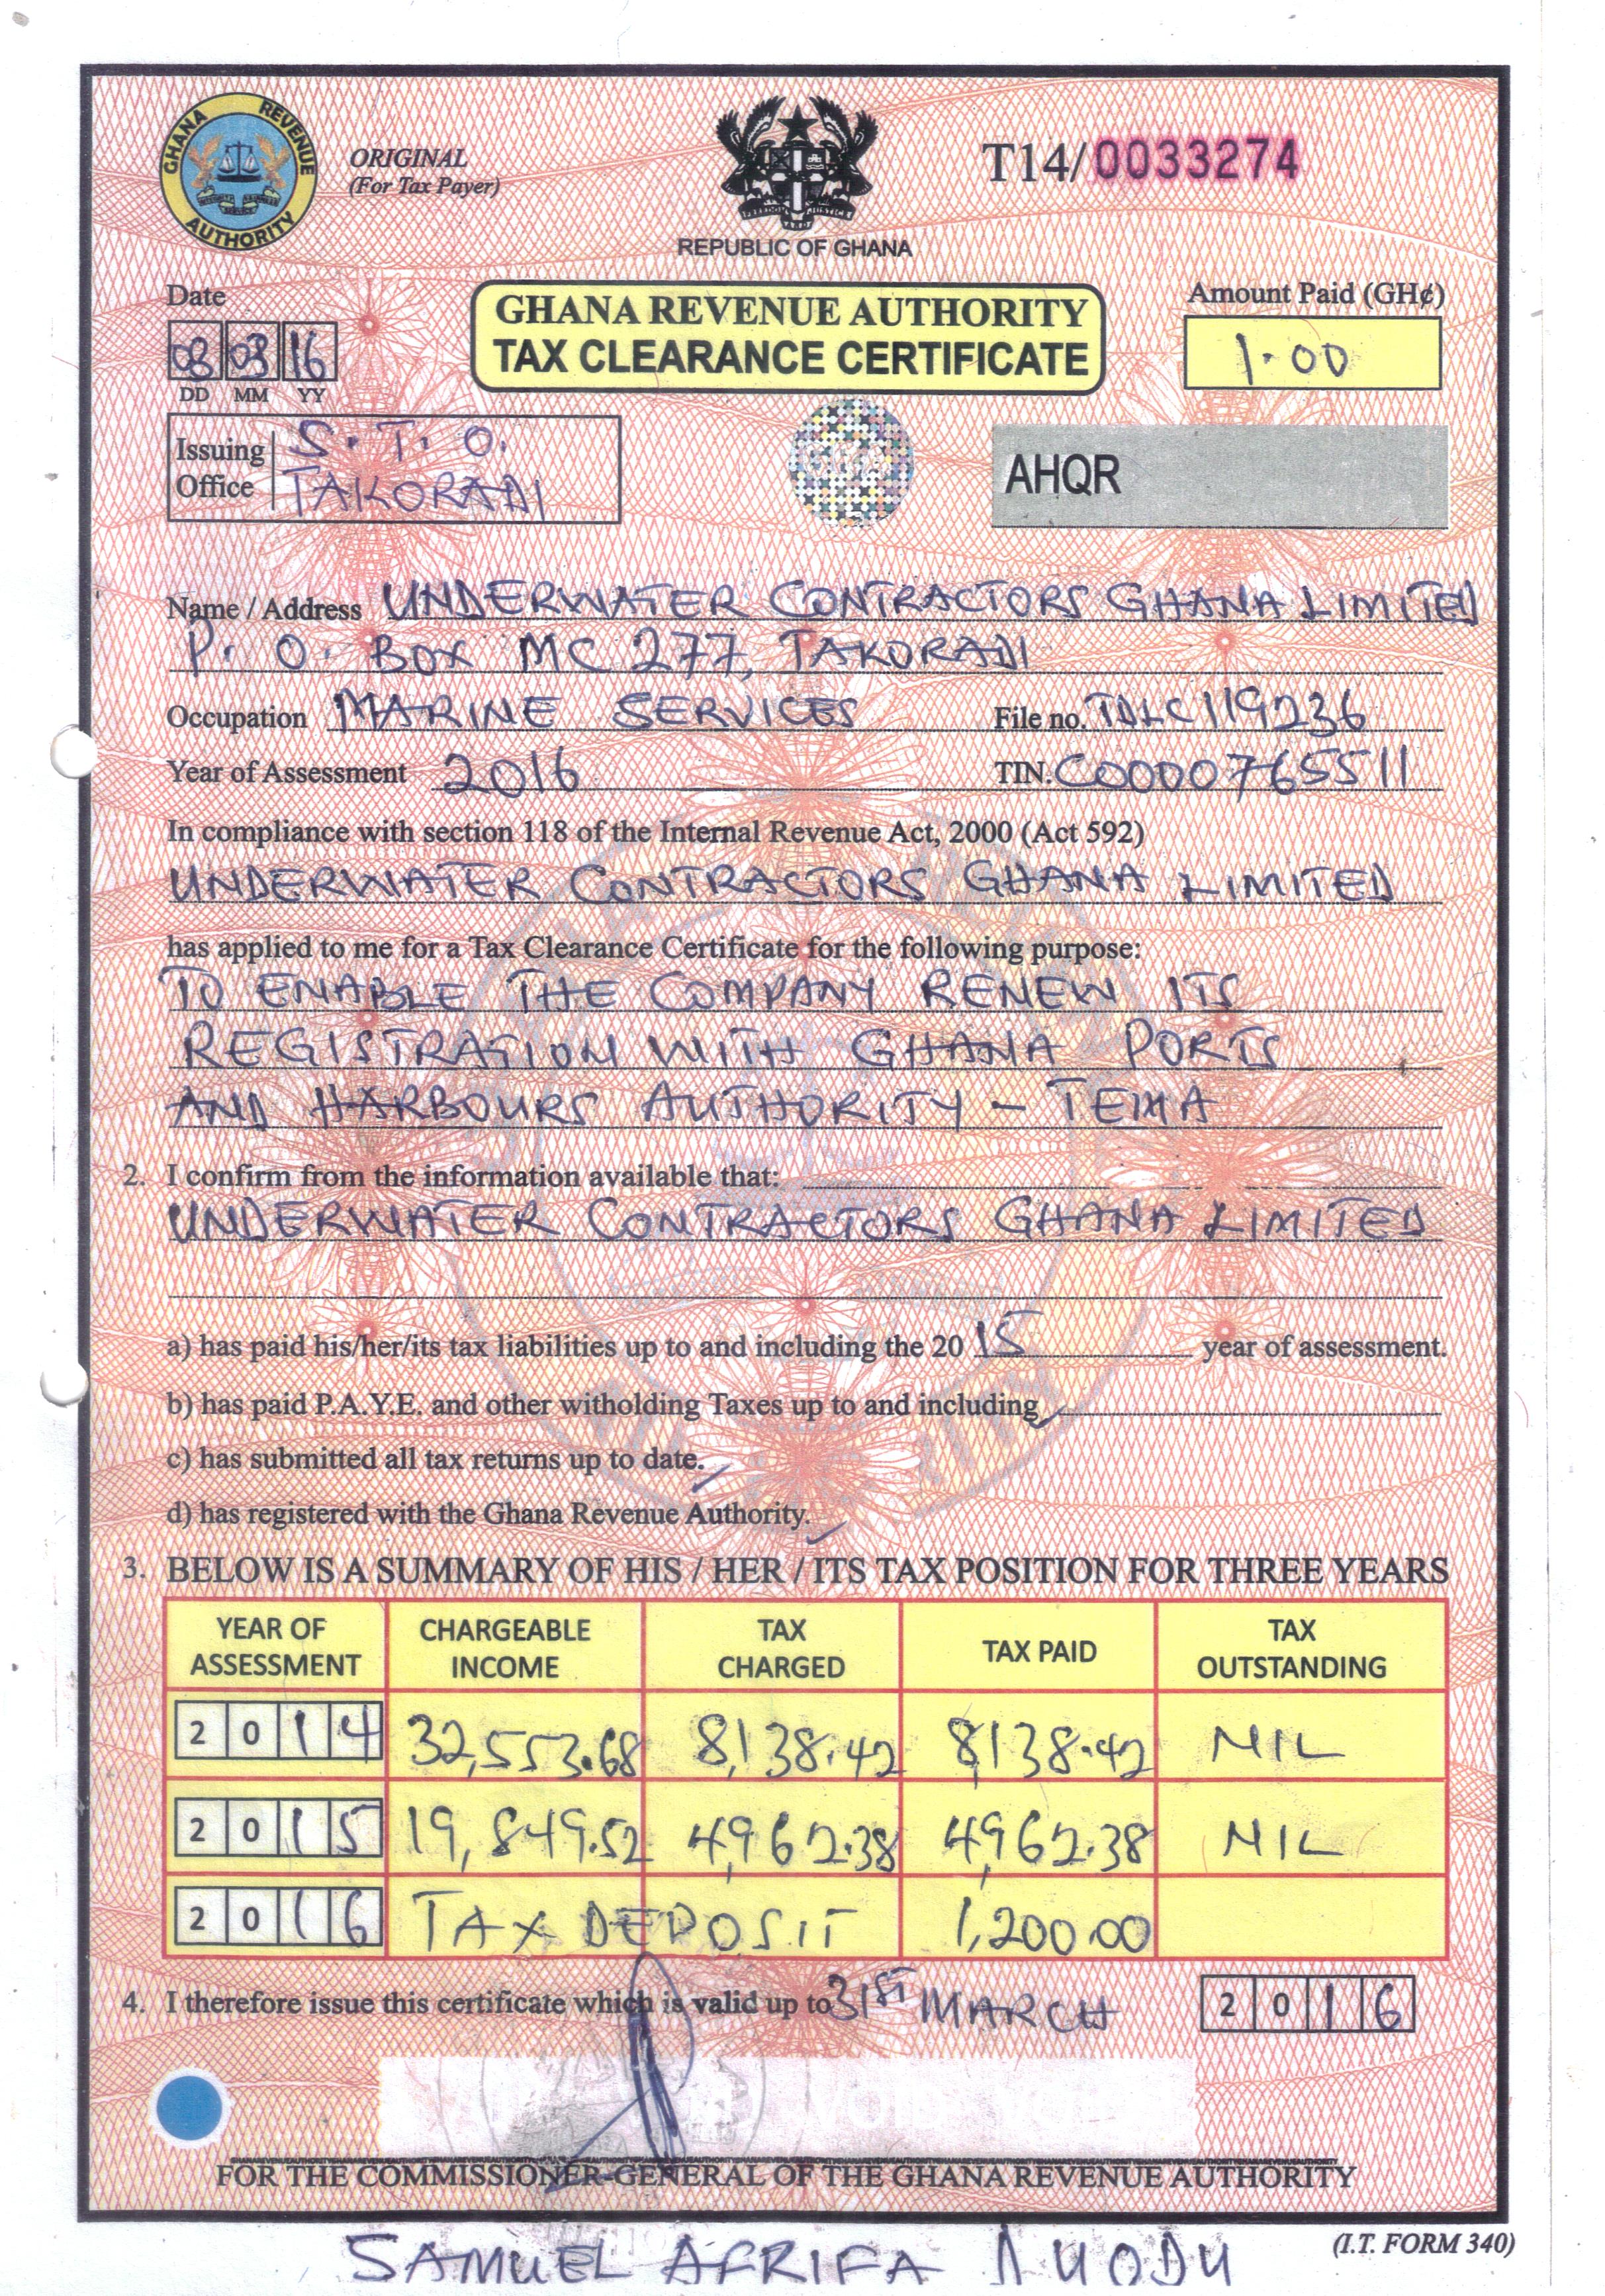 GHANA REVENUE AUTHORITY
ORIGINAL
(For Tax Payer)
FREEDOM AND JUSTICE
REPUBLIC OF GHANA
T14/0033274
Date
08 03 16
DD MM YY
GHANA REVENUE AUTHORITY
TAX CLEARANCE CERTIFICATE
Amount Paid (GH¢)
1.00
Issuing Office S. T. O.
TAKORADI
AHQR
Name / Address UNDERWATER CONTRACTORS GHANA LIMITED
P. O. BOX MC 277, TAKORADI
Occupation MARINE SERVICES File no. TDLC119236
Year of Assessment 2016 TIN. C0000765511
In compliance with section 118 of the Internal Revenue Act, 2000 (Act 592)
UNDERWATER CONTRACTORS GHANA LIMITED
has applied to me for a Tax Clearance Certificate for the following purpose:
TO ENABLE THE COMPANY RENEW ITS
REGISTRATION WITH GHANA PORTS
AND HARBOURS AUTHORITY - TEMA
2. I confirm from the information available that:
UNDERWATER CONTRACTORS GHANA LIMITED
a) has paid his/her/its tax liabilities up to and including the 20 15 year of assessment.
b) has paid P.A.Y.E. and other witholding Taxes up to and including
c) has submitted all tax returns up to date.
d) has registered with the Ghana Revenue Authority.
3. BELOW IS A SUMMARY OF HIS / HER / ITS TAX POSITION FOR THREE YEARS
YEAR OF ASSESSMENT CHARGEABLE INCOME TAX CHARGED TAX PAID TAX OUTSTANDING
2014 32,553.68 8,138.42 8,138.42 NIL
2015 19,849.52 4,962.38 4,962.38 NIL
2016 TAX DEPOSIT 1,200.00
4. I therefore issue this certificate which is valid up to 31ST MARCH 2016
FOR THE COMMISSIONER-GENERAL OF THE GHANA REVENUE AUTHORITY
(I.T. FORM 340)
SAMUEL AFRIFA